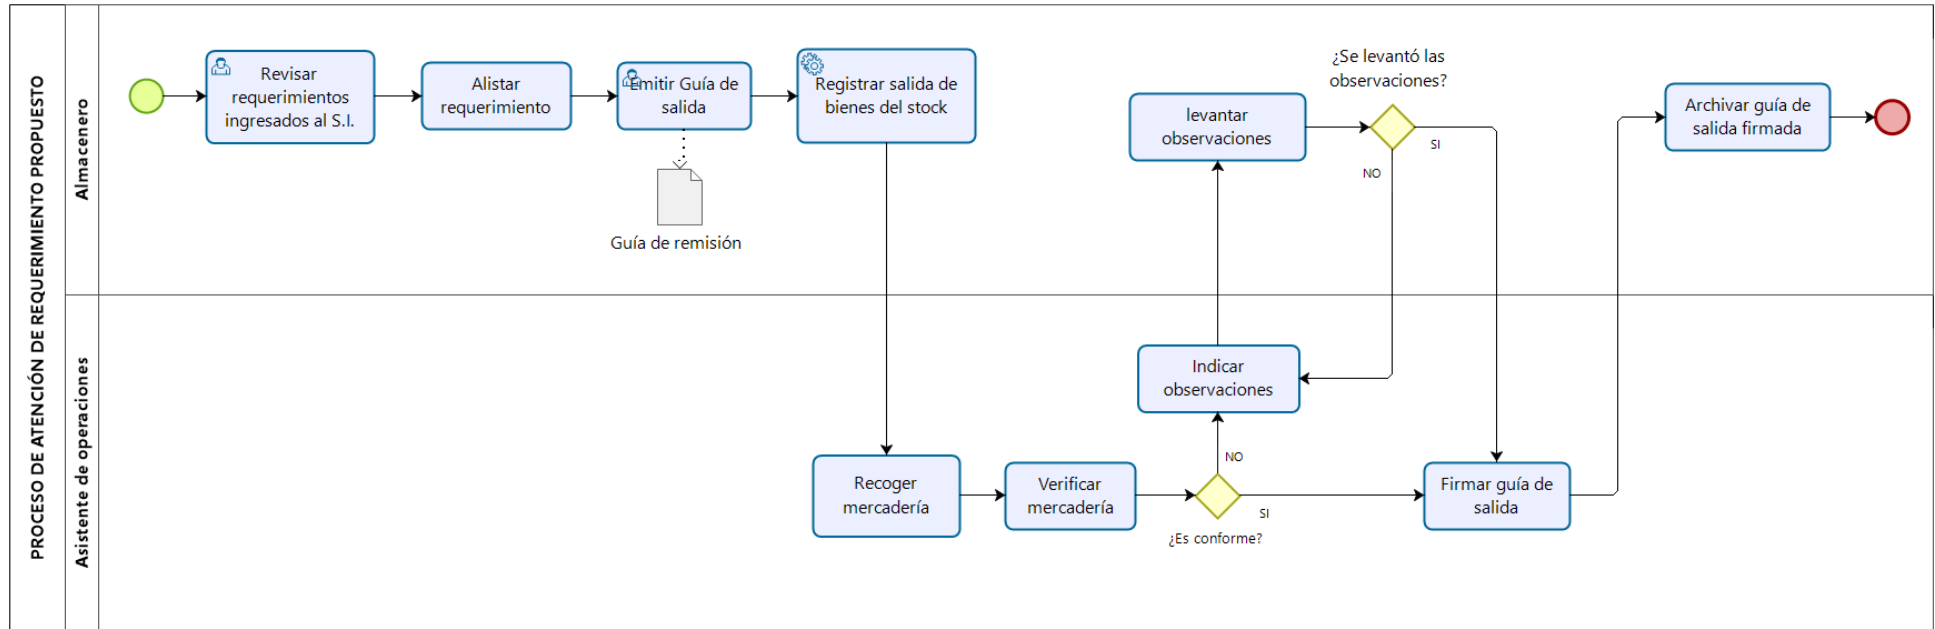 PROCESO DE ATENCIÓN DE REQUERIMIENTO PROPUESTO
Almacenero
Revisar
requerimientos
ingresados al S.I.
Alistar
requerimiento
Emitir Guía de
salida
Guía de remisión
Registrar salida de
bienes del stock
levantar
observaciones
¿Se levantó las
observaciones?
SI
NO
Archivar guía de
salida firmada
Asistente de operaciones
Recoger
mercadería
Verificar
mercadería
¿Es conforme?
NO
SI
Indicar
observaciones
Firmar guía de
salida